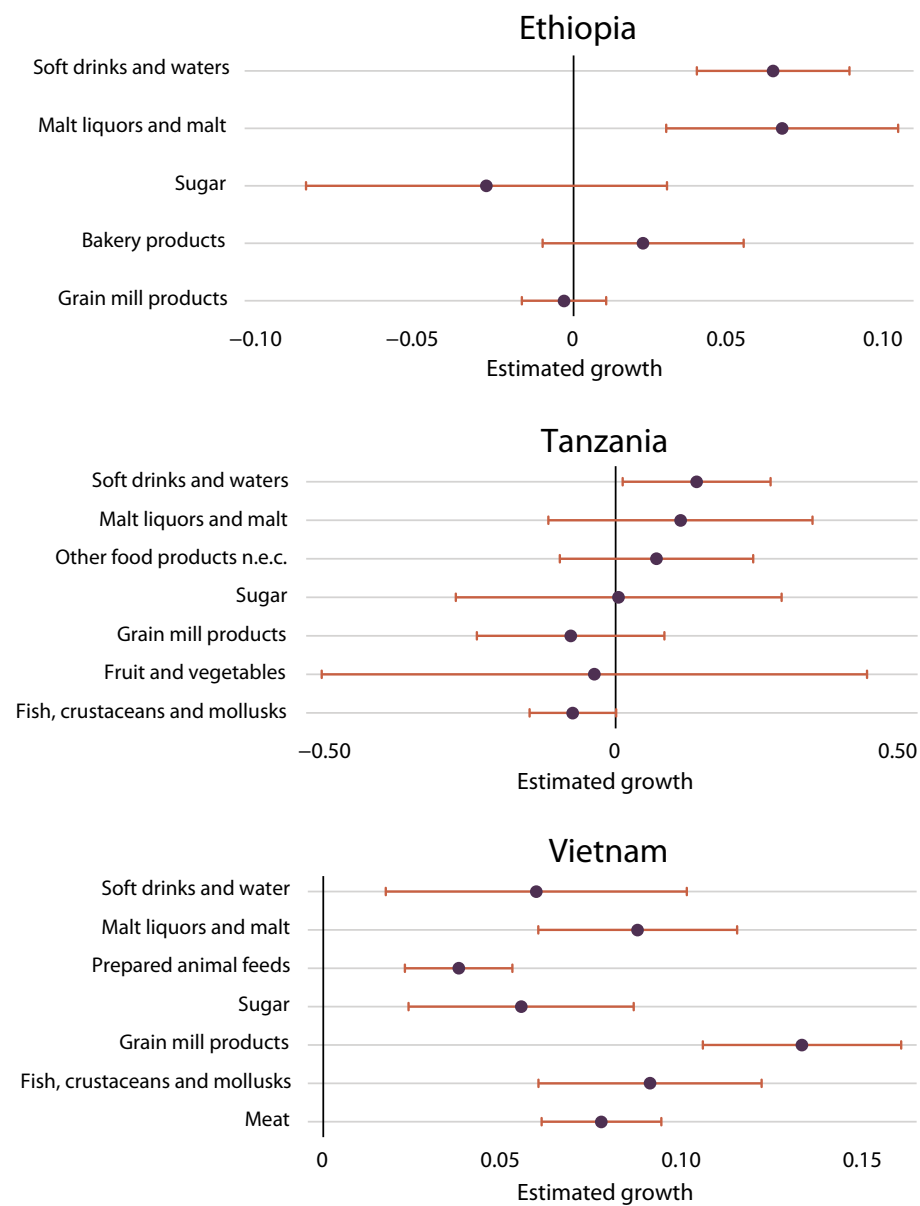 Ethiopia
Soft drinks and waters
Malt liquors and malt
Sugar
Bakery products
Grain mill products
−0.10 −0.05 0 0.05 0.10
Estimated growth
Tanzania
Soft drinks and waters
Malt liquors and malt
Other food products n.e.c.
Sugar
Grain mill products
Fruit and vegetables
Fish, crustaceans and mollusks
−0.50 0 0.50
Estimated growth
Vietnam
Soft drinks and water
Malt liquors and malt
Prepared animal feeds
Sugar
Grain mill products
Fish, crustaceans and mollusks
Meat
0 0.05 0.10 0.15
Estimated growth